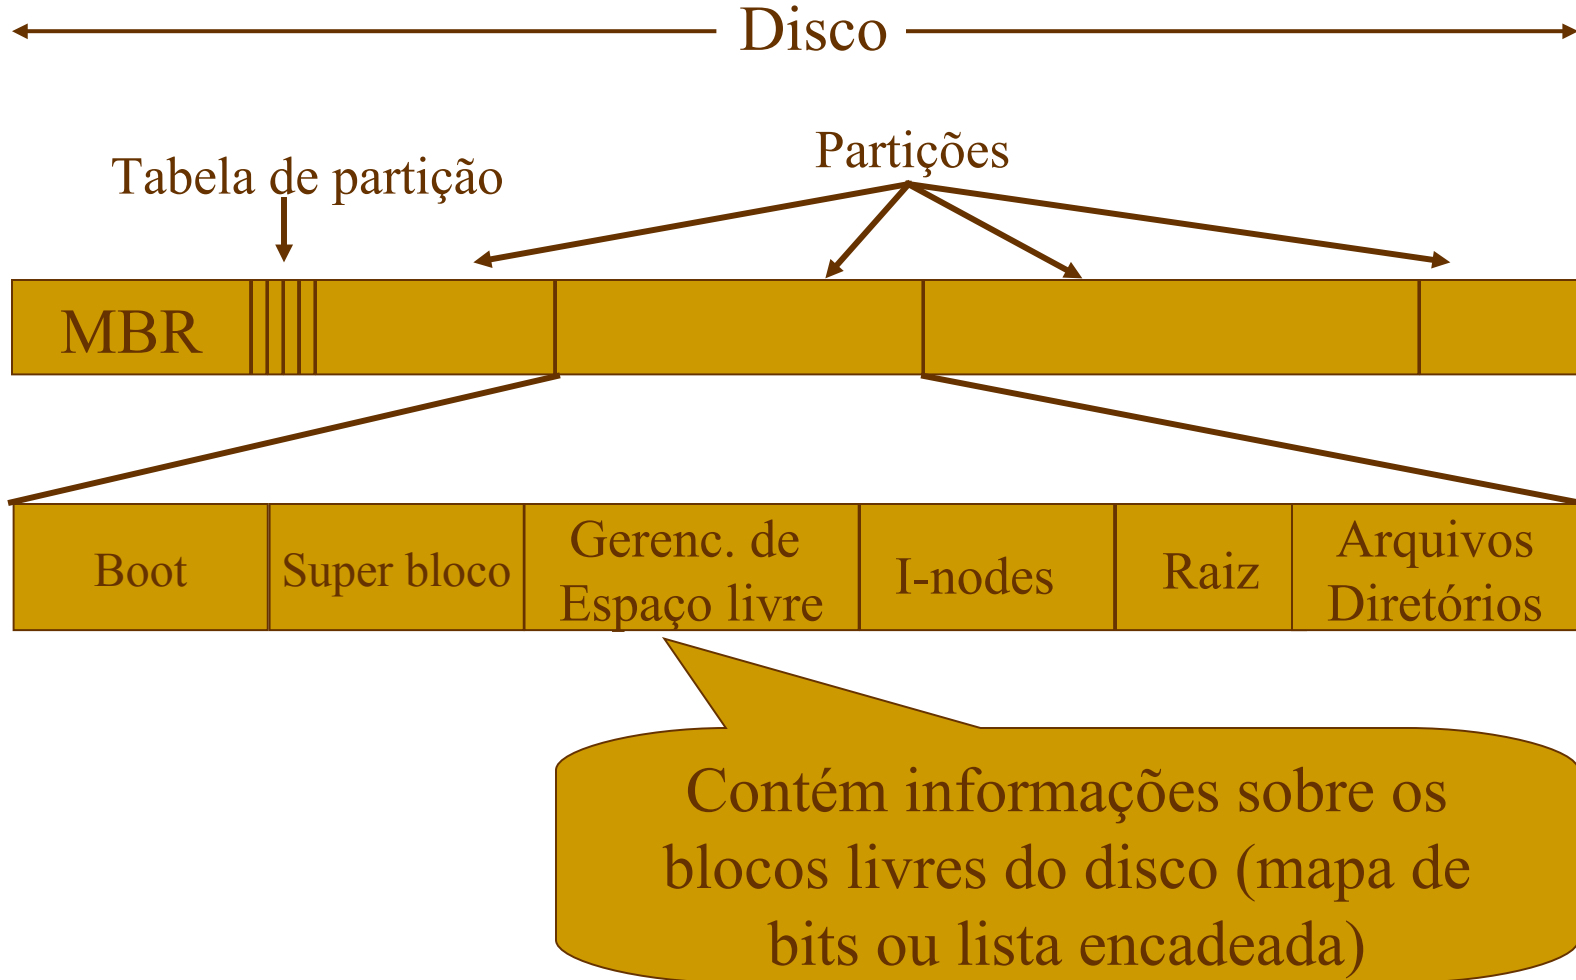 Disco
Partições
Tabela de partição
MBR
Boot
Super bloco
Gerenc. de
Espaço livre
I-nodes
Raiz
Arquivos
Diretórios
Contém informações sobre os
blocos livres do disco (mapa de
bits ou lista encadeada)